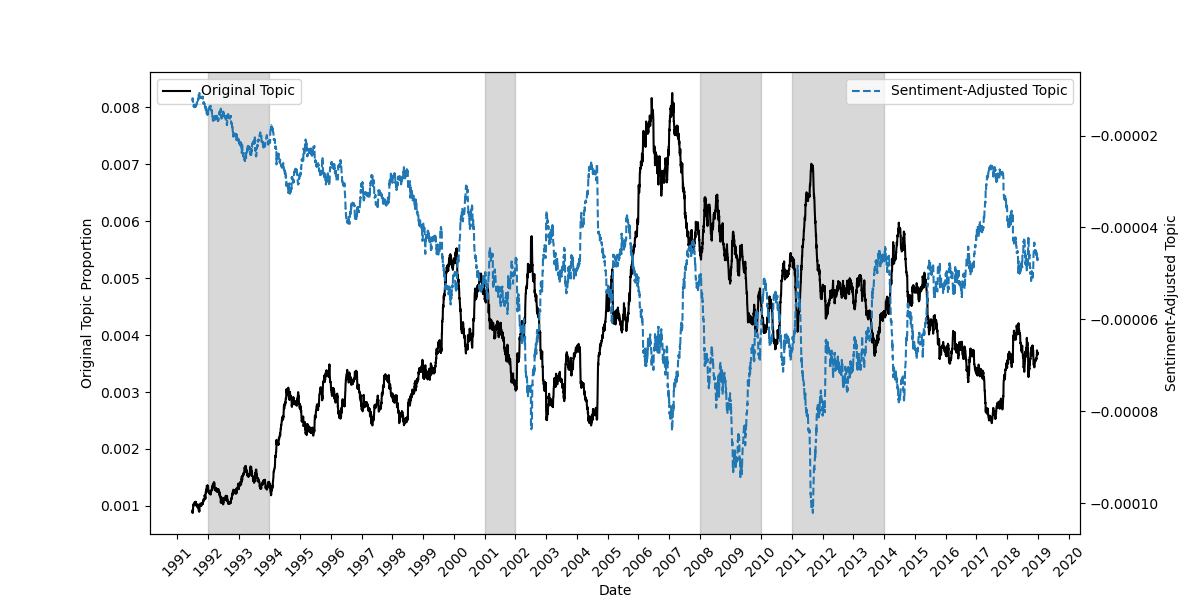 Original Topic
Sentiment-Adjusted Topic
0.008
0.007
0.006
0.005
0.004
0.003
0.002
0.001
Original Topic Proportion
−0.00002
−0.00004
−0.00006
−0.00008
−0.00010
Sentiment-Adjusted Topic
1991 1992 1993 1994 1995 1996 1997 1998 1999 2000 2001 2002 2003 2004 2005 2006 2007 2008 2009 2010 2011 2012 2013 2014 2015 2016 2017 2018 2019 2020
Date